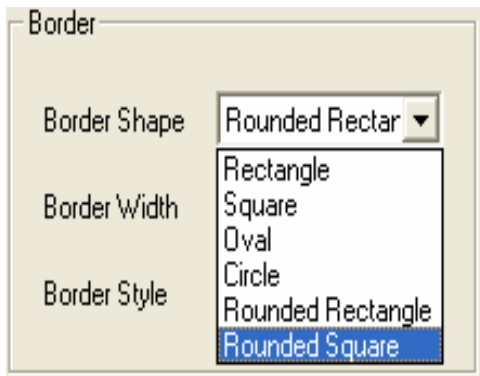 Border
Border Shape
Rounded Rectar
Rectangle
Square
Oval
Circle
Rounded Rectangle
Rounded Square
Border Width
Border Style